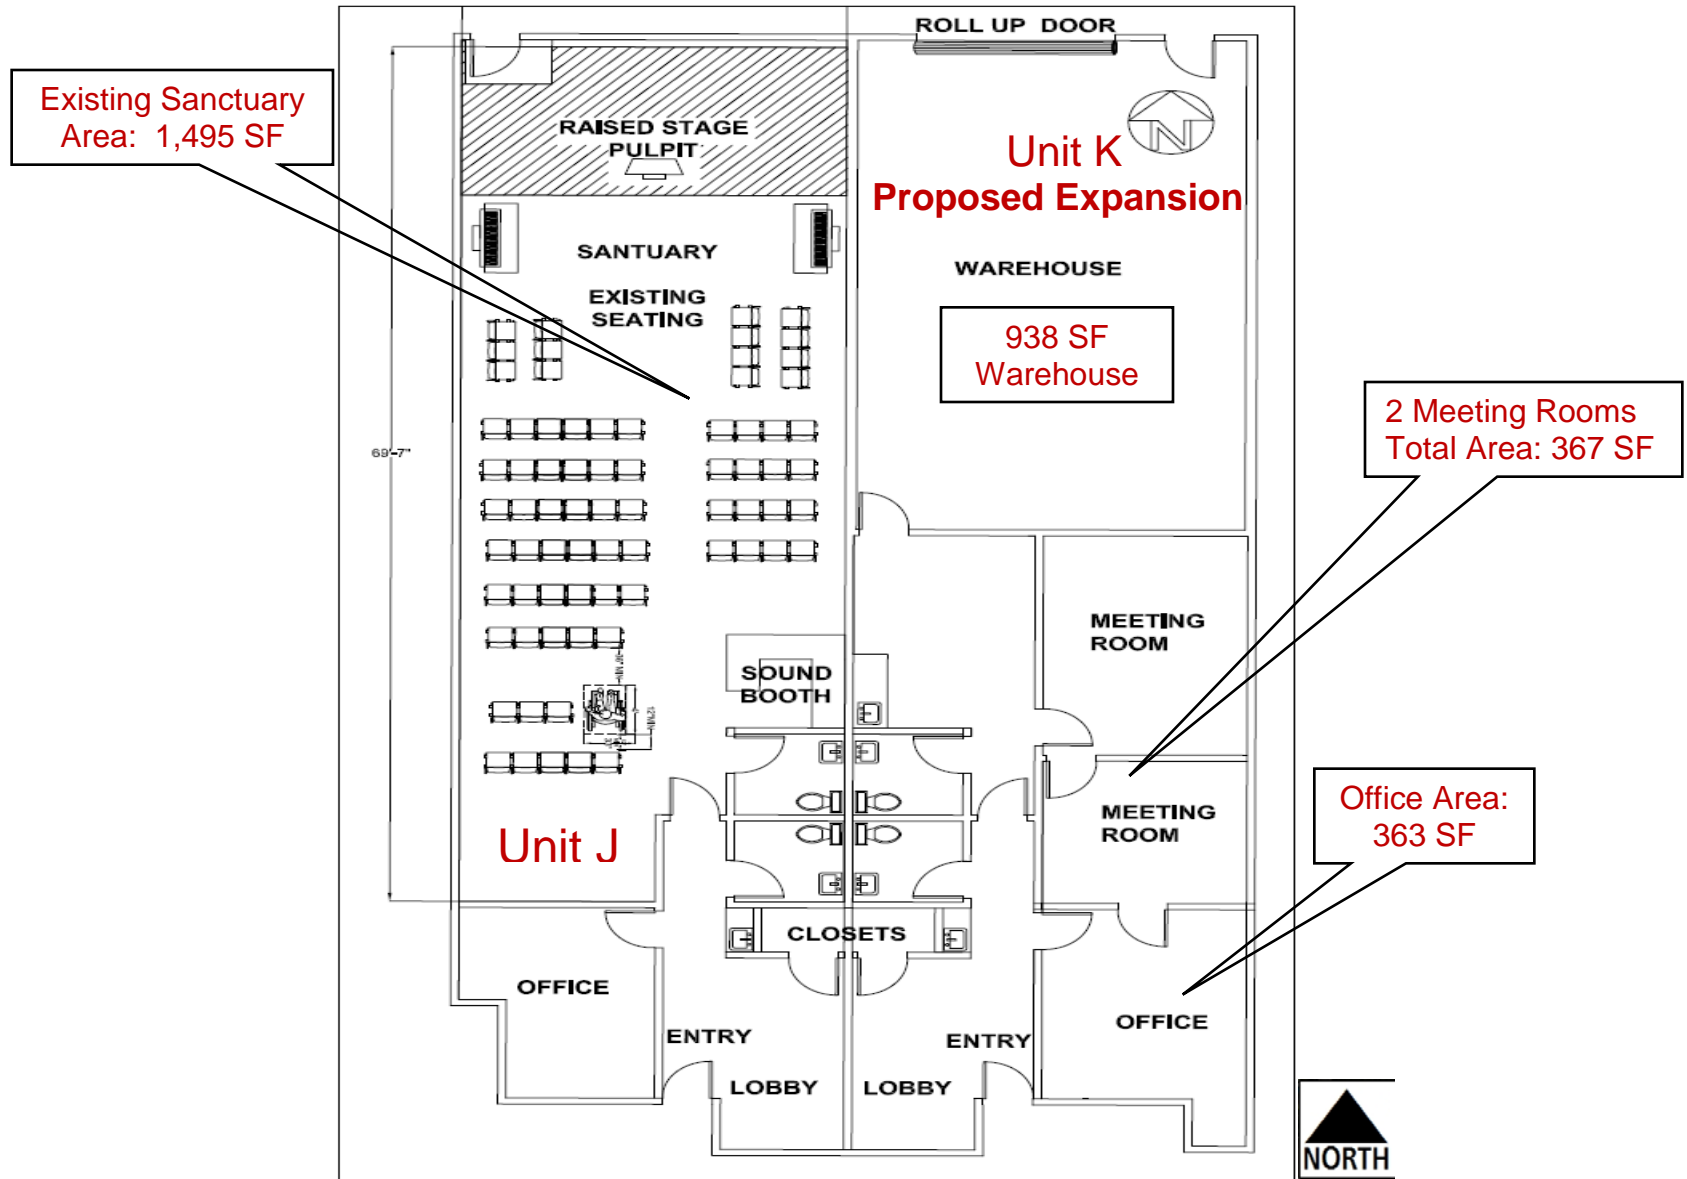 ROLL UP DOOR
Existing Sanctuary
Area: 1,495 SF
RAISED STAGE
PULPIT
N
Unit K
Proposed Expansion
SANTUARY
WAREHOUSE
EXISTING
SEATING
938 SF
Warehouse
2 Meeting Rooms
Total Area: 367 SF
69'-7"
MEETING
ROOM
SOUND
BOOTH
12"MIN
Office Area:
363 SF
MEETING
ROOM
Unit J
CLOSETS
OFFICE
OFFICE
ENTRY
ENTRY
LOBBY
LOBBY
NORTH